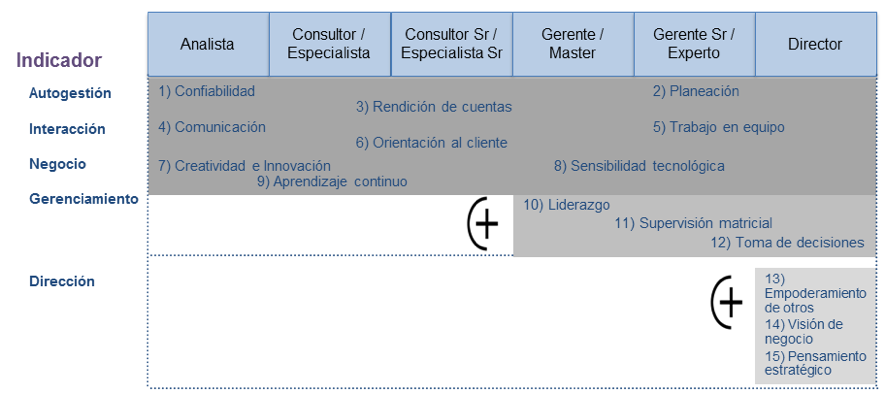 Indicador
Analista
Consultor /
Especialista
Consultor Sr /
Especialista Sr
Gerente /
Master
Gerente Sr /
Experto
Director
Autogestión
1) Confiabilidad
2) Planeación
3) Rendición de cuentas
Interacción
4) Comunicación
5) Trabajo en equipo
6) Orientación al cliente
Negocio
7) Creatividad e Innovación
8) Sensibilidad tecnológica
9) Aprendizaje continuo
Gerenciamiento
10) Liderazgo
11) Supervisión matricial
12) Toma de decisiones
Dirección
13)
Empoderamiento
de otros
14) Visión de
negocio
15) Pensamiento
estratégico